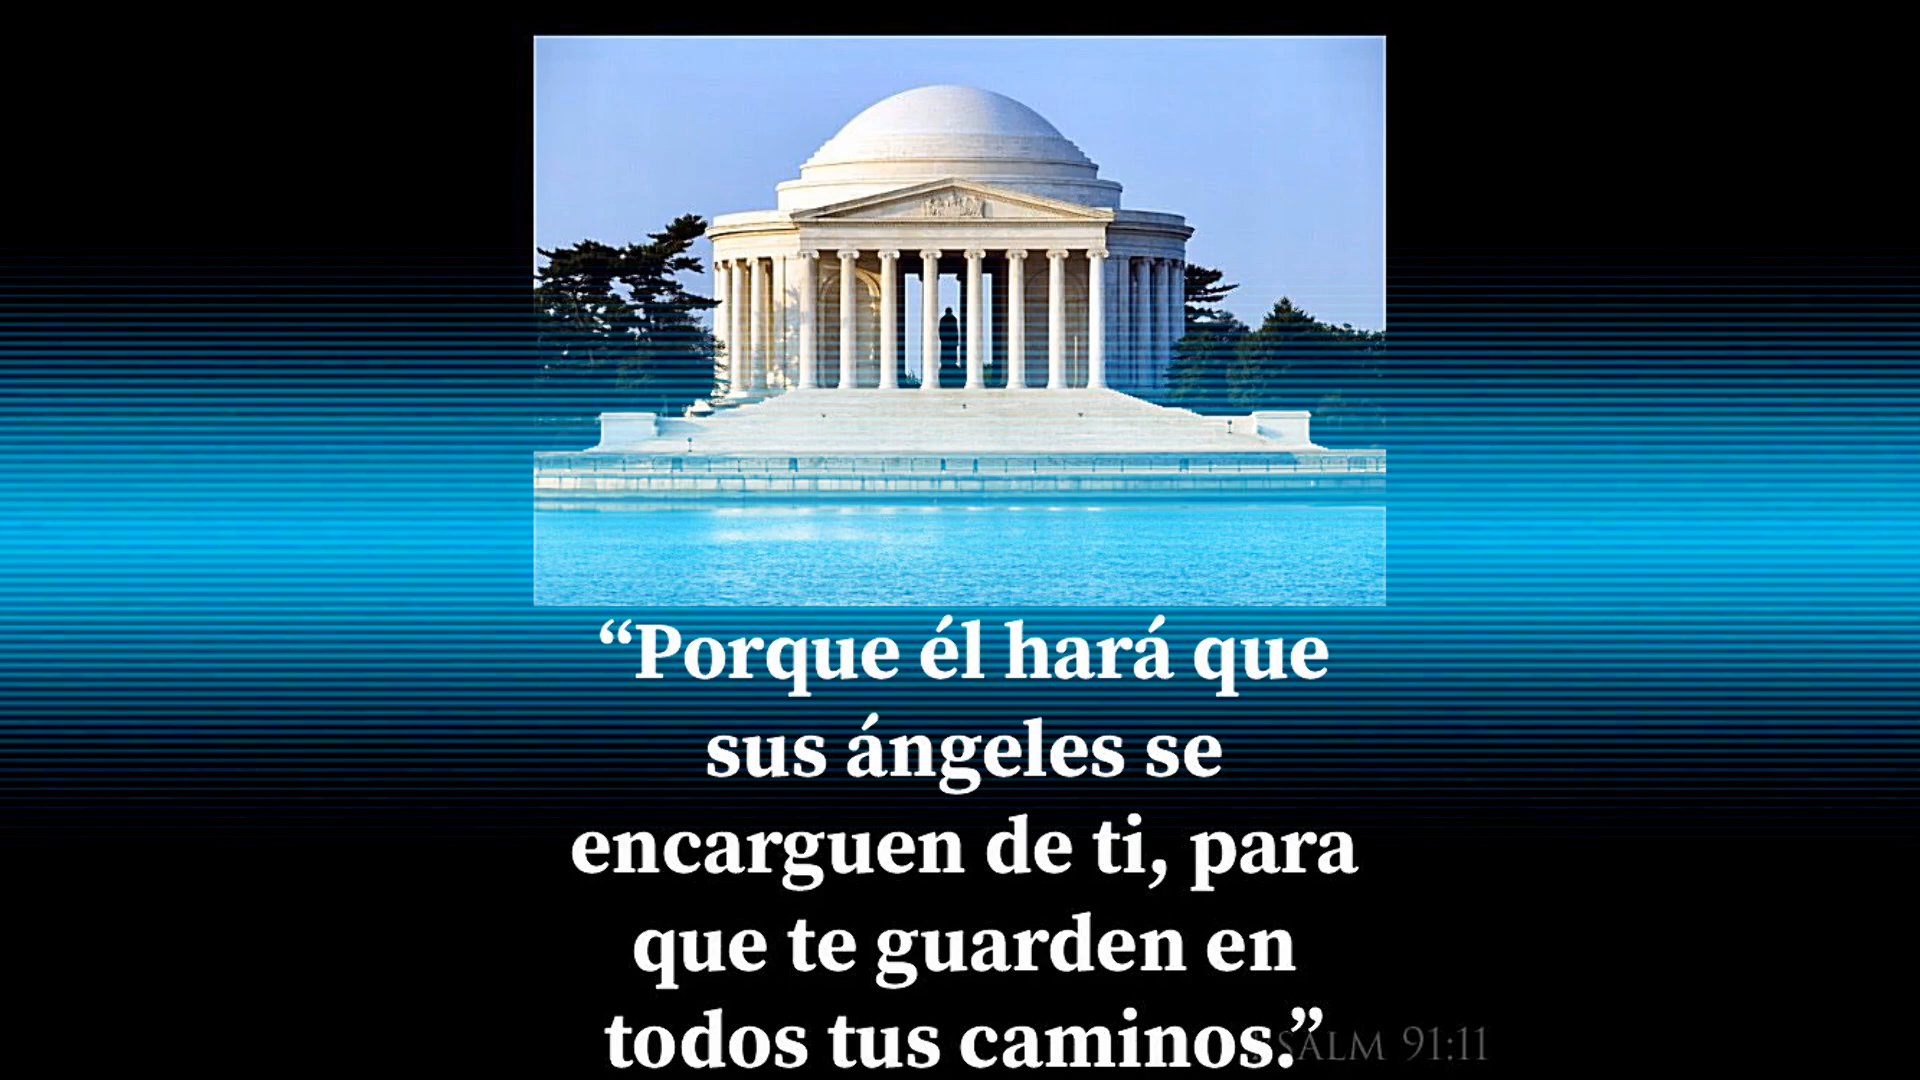 “Porque él hará que
sus ángeles se
encarguen de ti, para
que te guarden en
todos tus caminos.”
PSALM 91:11